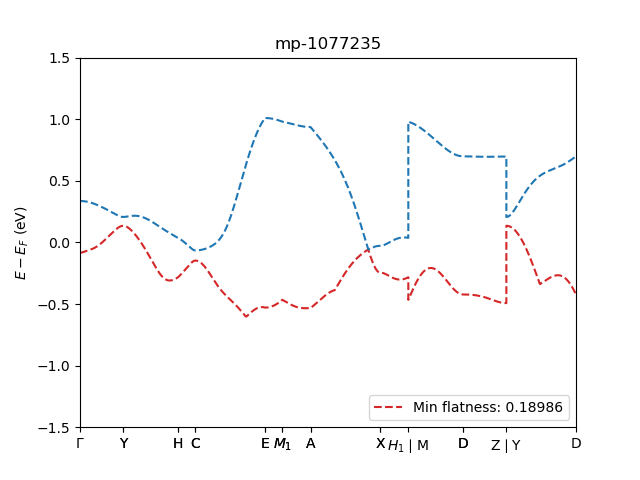 mp-1077235
1.5
1.0
0.5
0.0
−0.5
−1.0
−1.5
E − E_F (eV)
Min flatness: 0.18986
Γ Y H C E M_1 A X H_1 | M D Z | Y D